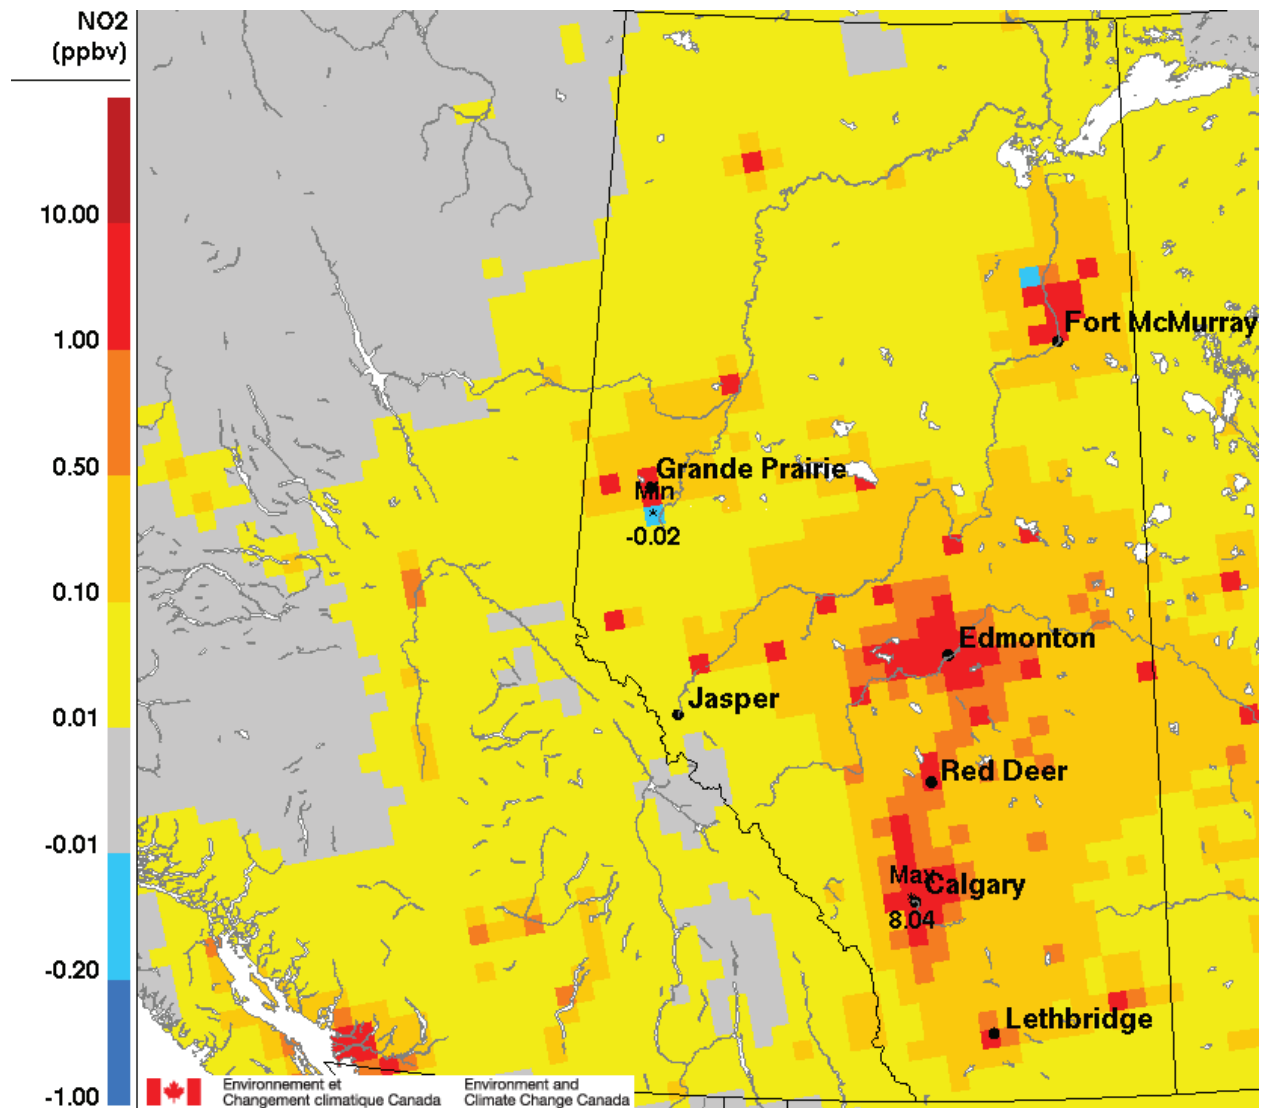 NO2
(ppbv)
10.00
1.00
0.50
0.10
0.01
-0.01
-0.20
-1.00
Fort McMurray
Grande Prairie
Min
-0.02
Edmonton
Jasper
Red Deer
Max
Calgary
8.04
Lethbridge
Environnement et
Changement climatique Canada
Environment and
Climate Change Canada